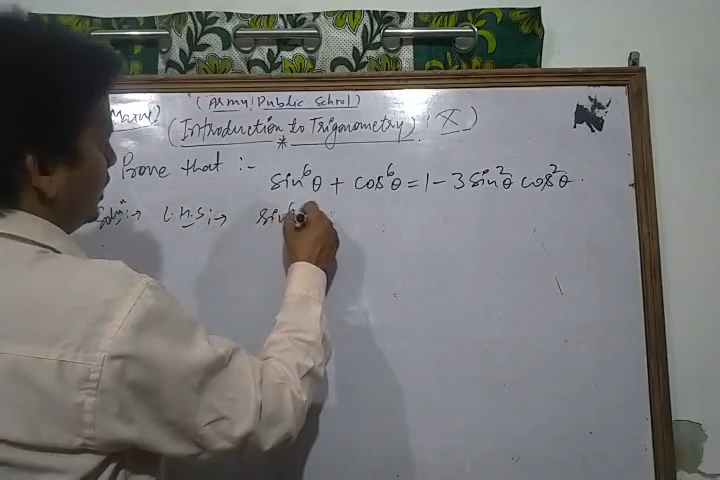 (Army Public School)
(Introduction to Trigonometry) (X)
*
Prove that :-
sin⁶θ + cos⁶θ = 1 - 3 sin²θ cos²θ.
Solⁿ:→ L.H.S;→ sin⁶